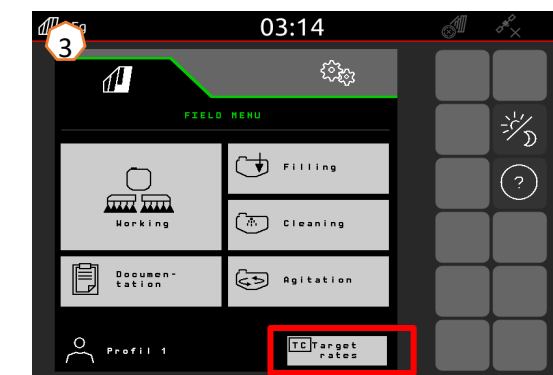 03:14
3
FIELD MENU
Filling
Working
Cleaning
Documen-
tation
Agitation
Profil 1
TC Target
rates
?